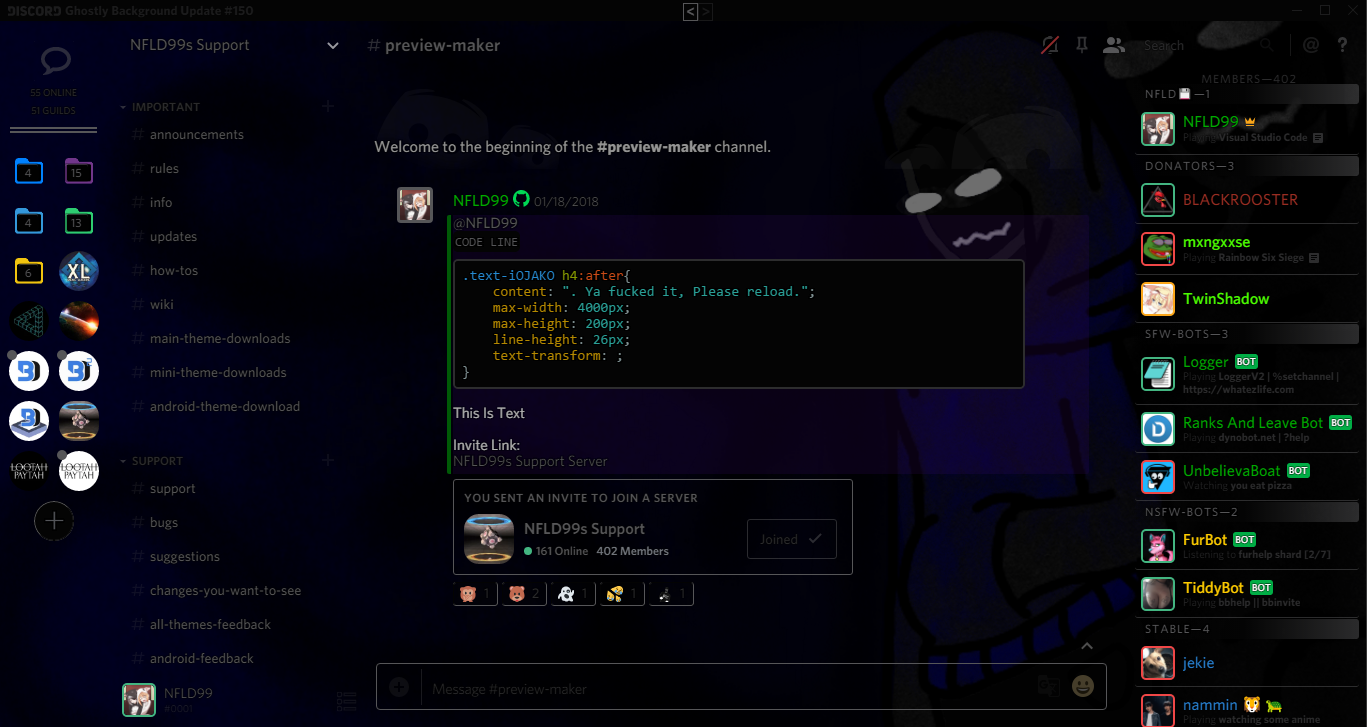 DISCORD Ghostly Background Update #150
< >
55 ONLINE
51 GUILDS
4
15
4
13
6
XL
LOOTAH PAYTAH
LOOTAH PAYTAH
NFLD99s Support
IMPORTANT
# announcements
# rules
# info
# updates
# how-tos
# wiki
# main-theme-downloads
# mini-theme-downloads
# android-theme-download
SUPPORT
# support
# bugs
# suggestions
# changes-you-want-to-see
# all-themes-feedback
# android-feedback
NFLD99
#0001
# preview-maker
Search
Welcome to the beginning of the #preview-maker channel.
NFLD99 01/18/2018
@NFLD99
CODE LINE
.text-iOJAKO h4:after{
content: ". Ya fucked it, Please reload.";
max-width: 4000px;
max-height: 200px;
line-height: 26px;
text-transform: ;
}
This Is Text
Invite Link:
NFLD99s Support Server
YOU SENT AN INVITE TO JOIN A SERVER
NFLD99s Support
161 Online 402 Members
Joined
1 2 1 1 1
Message #preview-maker
MEMBERS—402
NFLD💾—1
NFLD99
Playing Visual Studio Code
DONATORS—3
BLACKROOSTER
mxngxxse
Playing Rainbow Six Siege
TwinShadow
SFW-BOTS—3
Logger BOT
Playing LoggerV2 | %setchannel |
https://whatezlife.com
Ranks And Leave Bot BOT
Playing dynobot.net | ?help
UnbelievaBoat BOT
Watching you eat pizza
NSFW-BOTS—2
FurBot BOT
Listening to furhelp shard [2/7]
TiddyBot BOT
Playing bbhelp || bbinvite
STABLE—4
jekie
nammin 🐯🐢
Playing watching some anime